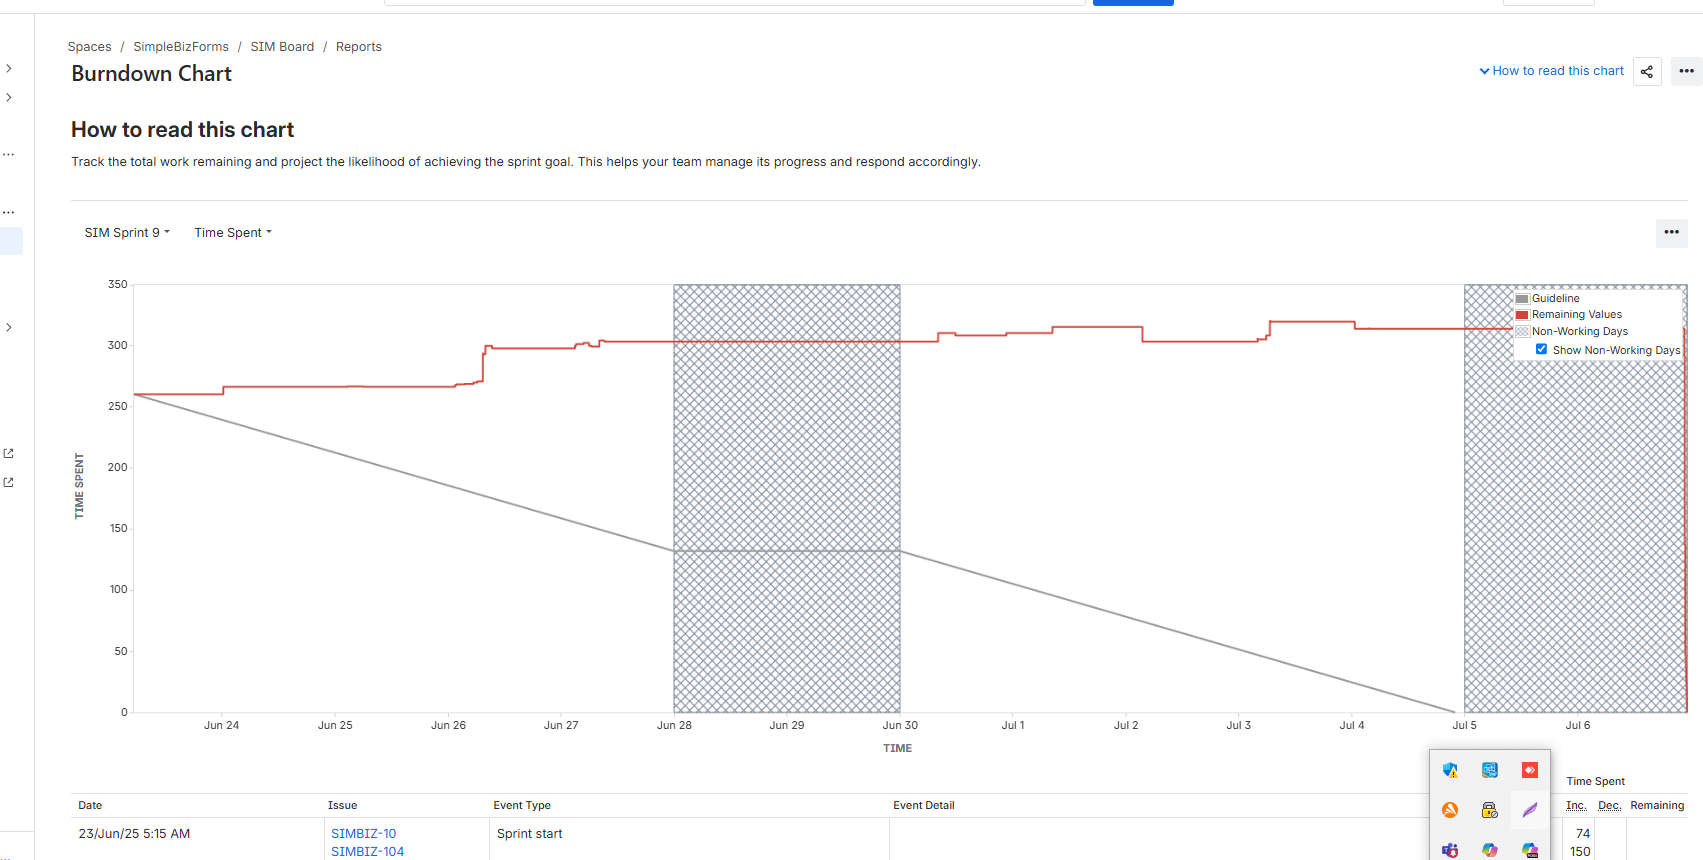 Spaces / SimpleBizForms / SIM Board / Reports
Burndown Chart
How to read this chart
How to read this chart
Track the total work remaining and project the likelihood of achieving the sprint goal. This helps your team manage its progress and respond accordingly.
SIM Sprint 9 Time Spent
350
300
250
200
150
100
50
0
TIME SPENT
Guideline
Remaining Values
Non-Working Days
Show Non-Working Days
Jun 24 Jun 25 Jun 26 Jun 27 Jun 28 Jun 29 Jun 30 Jul 1 Jul 2 Jul 3 Jul 4 Jul 5 Jul 6
TIME
Time Spent
Date Issue Event Type Event Detail Inc. Dec. Remaining
23/Jun/25 5:15 AM SIMBIZ-10 Sprint start 74
SIMBIZ-104 150